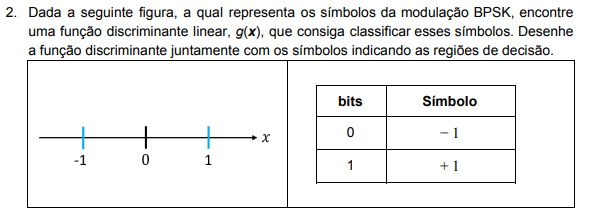 2. Dada a seguinte figura, a qual representa os símbolos da modulação BPSK, encontre
uma função discriminante linear, g(x), que consiga classificar esses símbolos. Desenhe
a função discriminante juntamente com os símbolos indicando as regiões de decisão.
x
-1 0 1
bits Símbolo
0 − 1
1 + 1